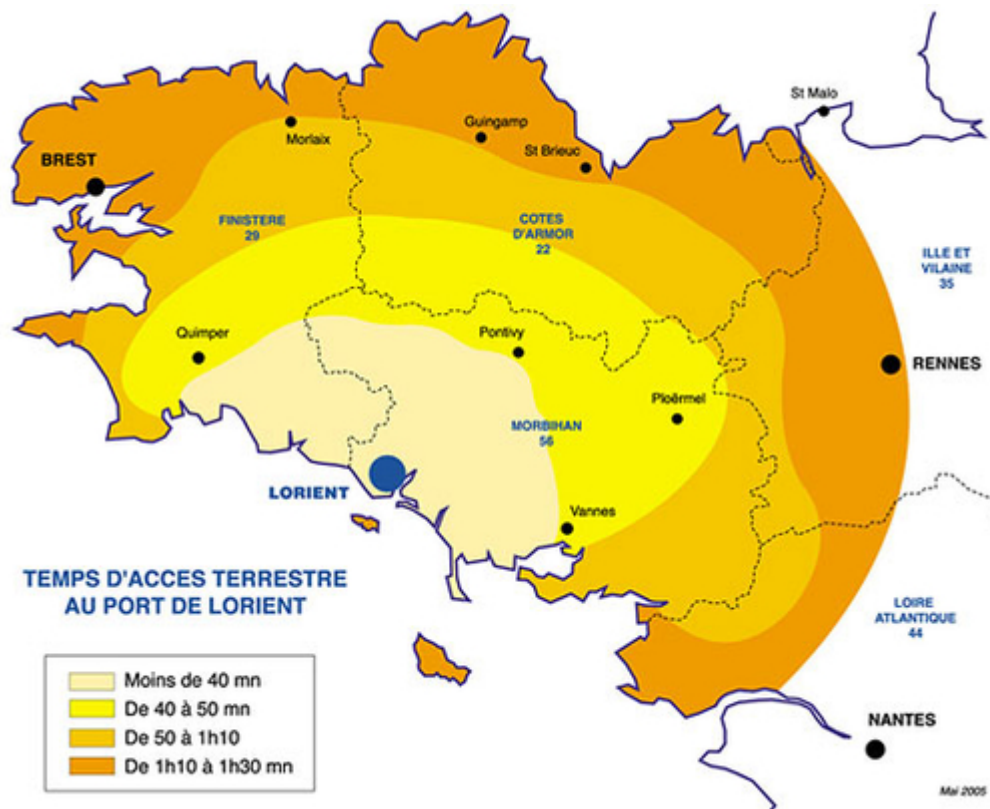 St Malo
Guingamp
Morlaix
St Brieuc
BREST
FINISTERE
29
COTES
D'ARMOR
22
ILLE ET
VILAINE
35
Quimper
Pontivy
RENNES
Ploërmel
MORBIHAN
56
LORIENT
Vannes
TEMPS D'ACCES TERRESTRE
AU PORT DE LORIENT
LOIRE
ATLANTIQUE
44
Moins de 40 mn
De 40 à 50 mn
De 50 à 1h10
De 1h10 à 1h30 mn
NANTES
Mai 2005